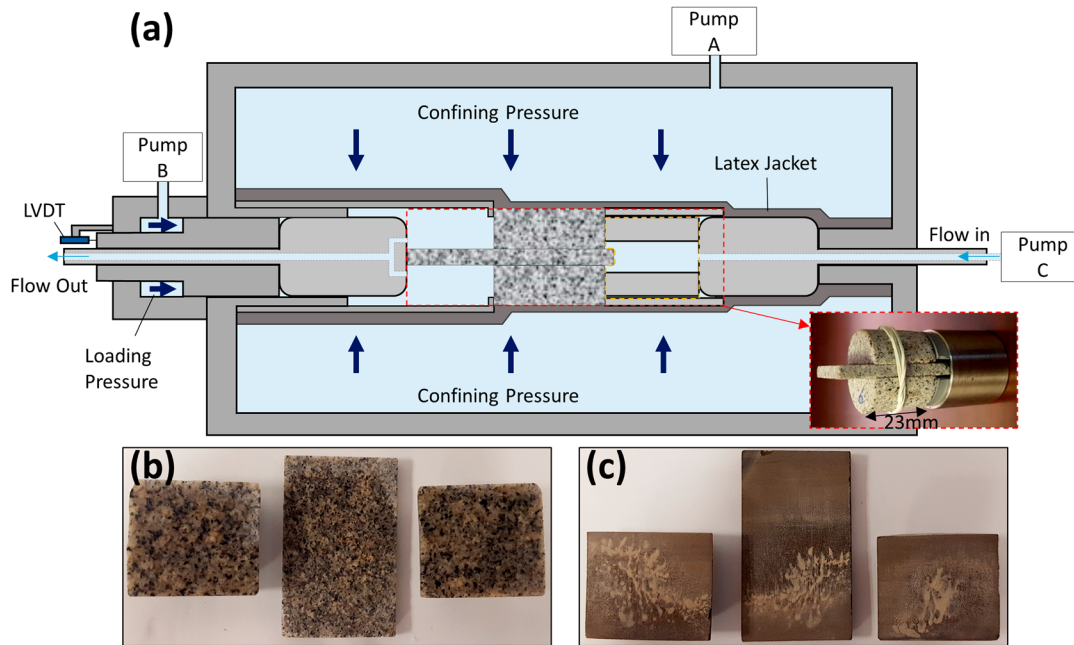 (a)
Pump
A
Confining Pressure
Pump
B
Latex Jacket
LVDT
Flow in
Pump
C
Flow Out
Loading
Pressure
Confining Pressure
23mm
(b)
(c)